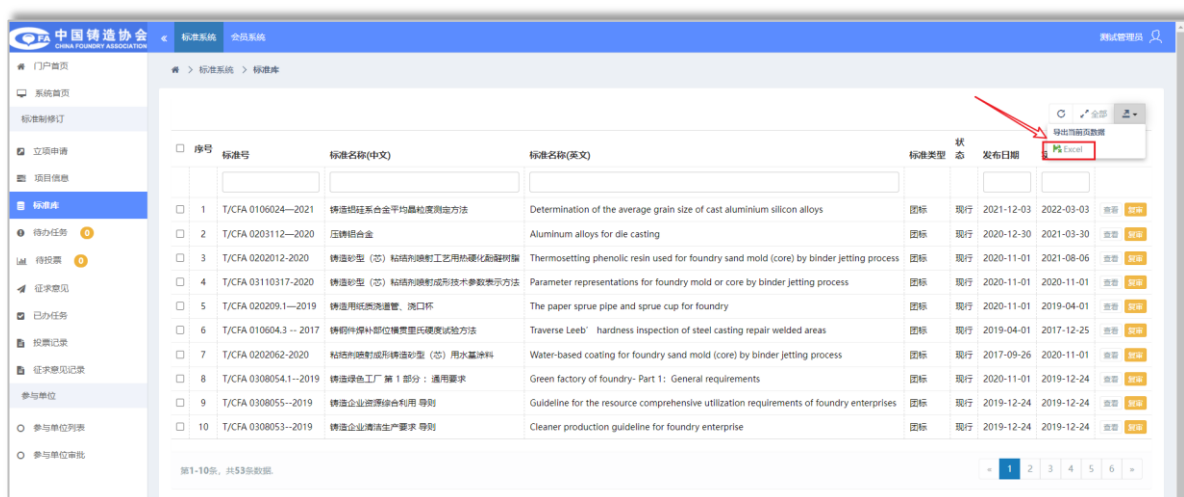 中国铸造协会
CHINA FOUNDRY ASSOCIATION
« 标准系统 会员系统
测试管理员
门户首页
系统首页
标准制修订
立项申请
项目信息
标准库
待办任务 0
待投票 0
征求意见
已办任务
投票记录
征求意见记录
参与单位
参与单位列表
参与单位审批
> 标准系统 > 标准库
全部
导出当前页数据
Excel
序号 标准号 标准名称(中文) 标准名称(英文) 标准类型 状态 发布日期
1 T/CFA 0106024—2021 铸造铝硅系合金平均晶粒度测定方法 Determination of the average grain size of cast aluminium silicon alloys 团标 现行 2021-12-03 2022-03-03 查看 复审
2 T/CFA 0203112—2020 压铸铝合金 Aluminum alloys for die casting 团标 现行 2020-12-30 2021-03-30 查看 复审
3 T/CFA 0202012-2020 铸造砂型（芯）粘结剂喷射工艺用热硬化酚醛树脂 Thermosetting phenolic resin used for foundry sand mold (core) by binder jetting process 团标 现行 2020-11-01 2021-08-06 查看 复审
4 T/CFA 03110317-2020 铸造砂型（芯）粘结剂喷射成形技术参数表示方法 Parameter representations for foundry mold or core by binder jetting process 团标 现行 2020-11-01 2020-11-01 查看 复审
5 T/CFA 020209.1—2019 铸造用纸质浇道管、浇口杯 The paper sprue pipe and sprue cup for foundry 团标 现行 2020-11-01 2019-04-01 查看 复审
6 T/CFA 010604.3 -- 2017 铸钢件焊补部位横贯里氏硬度试验方法 Traverse Leeb’ hardness inspection of steel casting repair welded areas 团标 现行 2019-04-01 2017-12-25 查看 复审
7 T/CFA 0202062-2020 粘结剂喷射成形铸造砂型（芯）用水基涂料 Water-based coating for foundry sand mold (core) by binder jetting process 团标 现行 2017-09-26 2020-11-01 查看 复审
8 T/CFA 0308054.1--2019 铸造绿色工厂 第 1 部分 ：通用要求 Green factory of foundry- Part 1: General requirements 团标 现行 2020-11-01 2019-12-24 查看 复审
9 T/CFA 0308055--2019 铸造企业资源综合利用 导则 Guideline for the resource comprehensive utilization requirements of foundry enterprises 团标 现行 2019-12-24 2019-12-24 查看 复审
10 T/CFA 0308053--2019 铸造企业清洁生产要求 导则 Cleaner production guideline for foundry enterprise 团标 现行 2019-12-24 2019-12-24 查看 复审
第1-10条，共53条数据.
« 1 2 3 4 5 6 »